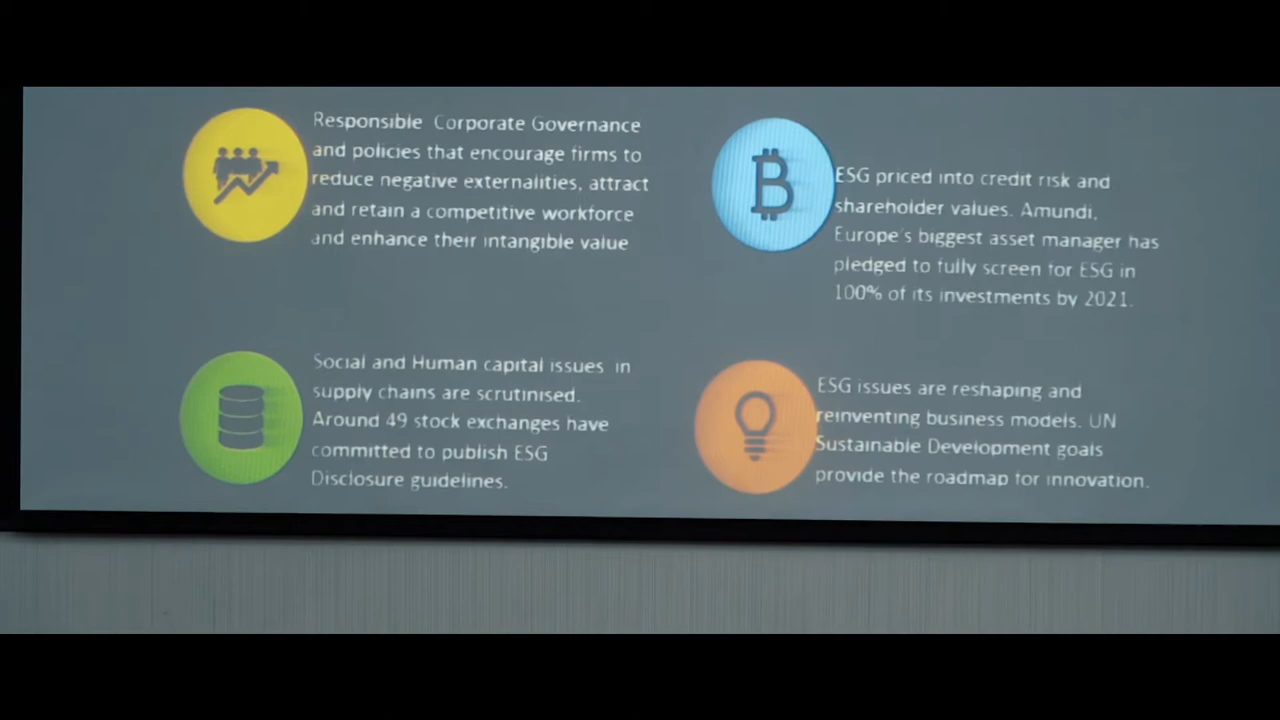 Responsible Corporate Governance
and policies that encourage firms to
reduce negative externalities, attract
and retain a competitive workforce
and enhance their intangible value
ESG priced into credit risk and
shareholder values. Amundi,
Europe's biggest asset manager has
pledged to fully screen for ESG in
100% of its investments by 2021.
Social and Human capital issues in
supply chains are scrutinised.
Around 49 stock exchanges have
committed to publish ESG
Disclosure guidelines.
ESG issues are reshaping and
reinventing business models. UN
Sustainable Development goals
provide the roadmap for innovation.